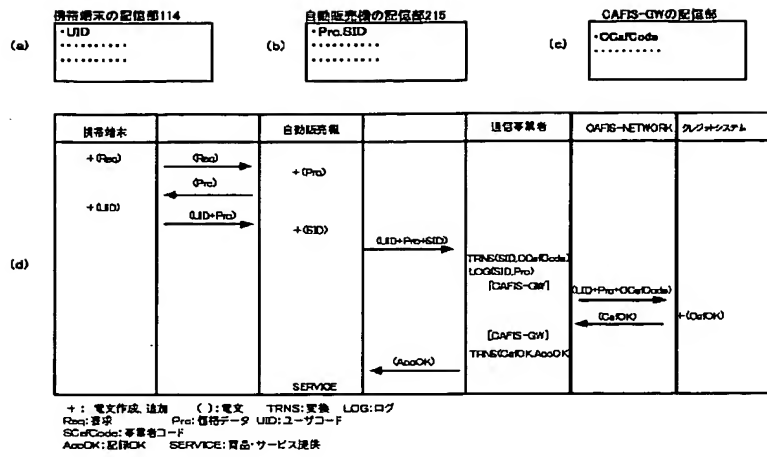 携帯端末の記憶部114
自動販売機の記憶部215
CAFIS-GWの記憶部
(a)
・UID
(b)
・Pro.SID
(c)
・CCafCode
携帯端末
自動販売機
通信事業者
CAFIS-NETWORK
クレジットシステム
+(Req)
(Req)
+(Pro)
(Pro)
+(UID)
(UID+Pro)
+(SID)
(UID+Pro+SID)
(d)
TRNS(SID,CCafCode)
LOG(SID,Pro)
[CAFIS-GW]
(UID+Pro+CCafCode)
(CafOK)
+(CafOK)
[CAFIS-GW]
TRNS(CafOK,AccOK)
(AccOK)
SERVICE
+: 電文作成, 追加 ( ):電文 TRNS:変換 LOG:ログ
Req:要求 Pro:価格データ UID:ユーザコード
SCafCode:事業者コード
AccOK:記録OK SERVICE:商品・サービス提供